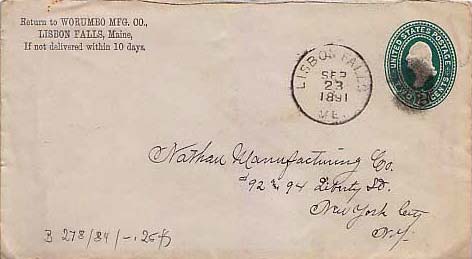 Return to WORUMBO MFG. CO.,
LISBON FALLS, Maine,
If not delivered within 10 days.
LISBON FALLS
SEP
23
1891
ME.
UNITED STATES POSTAGE
CENTS
Nathan Manufacturing Co.
#92 & 94 Liberty St.
New York City
N.Y.
B 278/84/-.25